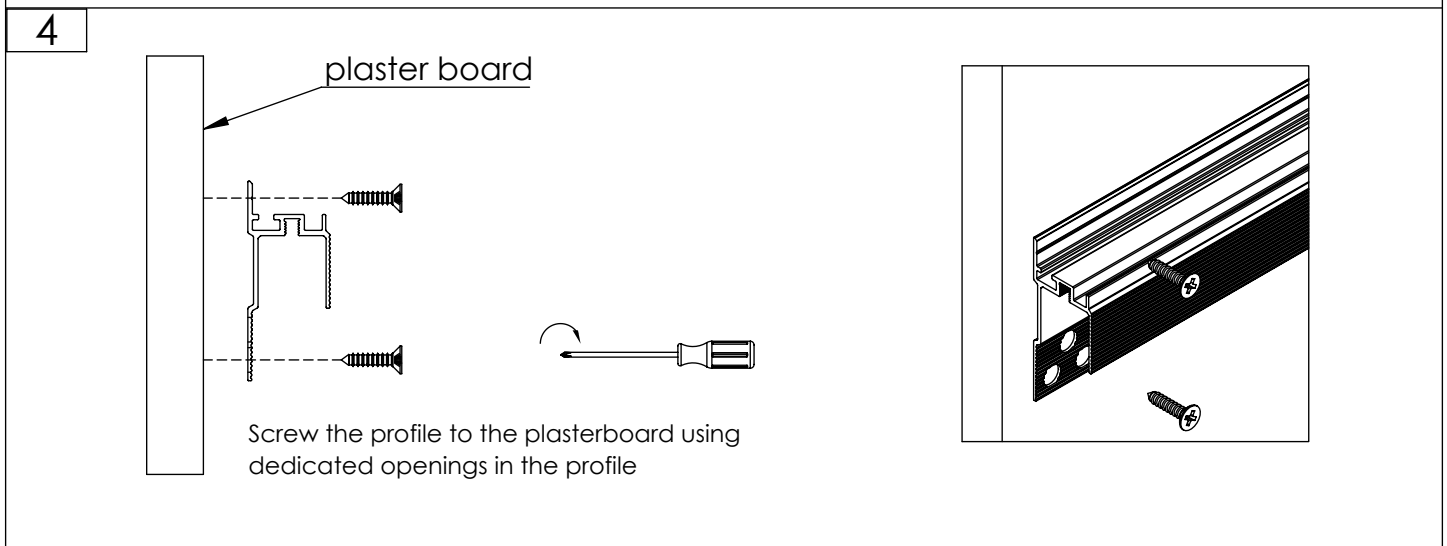 4
plaster board
Screw the profile to the plasterboard using
dedicated openings in the profile